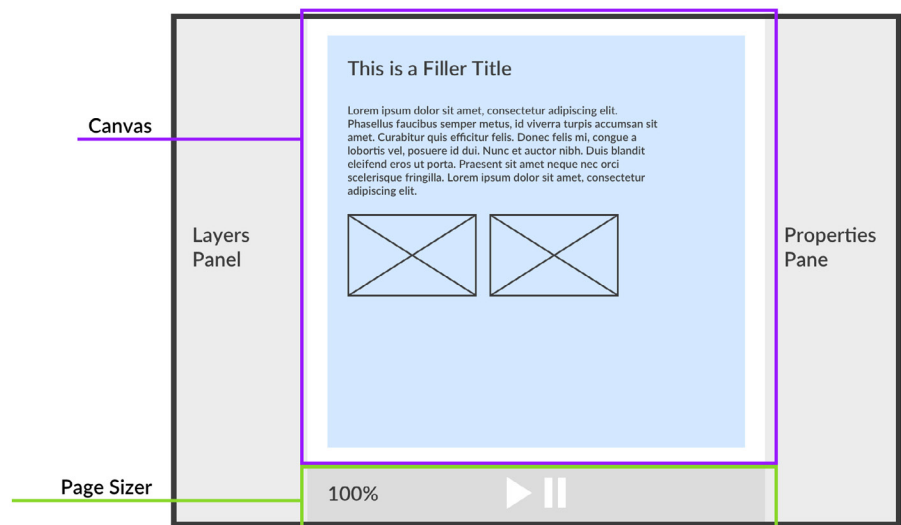 This is a Filler Title
Lorem ipsum dolor sit amet, consectetur adipiscing elit.
Phasellus faucibus semper metus, id viverra turpis accumsan sit
amet. Curabitur quis efficitur felis. Donec felis mi, congue a
lobortis vel, posuere id dui. Nunc et auctor nibh. Duis blandit
eleifend eros ut porta. Praesent sit amet neque nec orci
scelerisque fringilla. Lorem ipsum dolor sit amet, consectetur
adipiscing elit.
Canvas
Layers
Panel
Properties
Pane
Page Sizer
100%